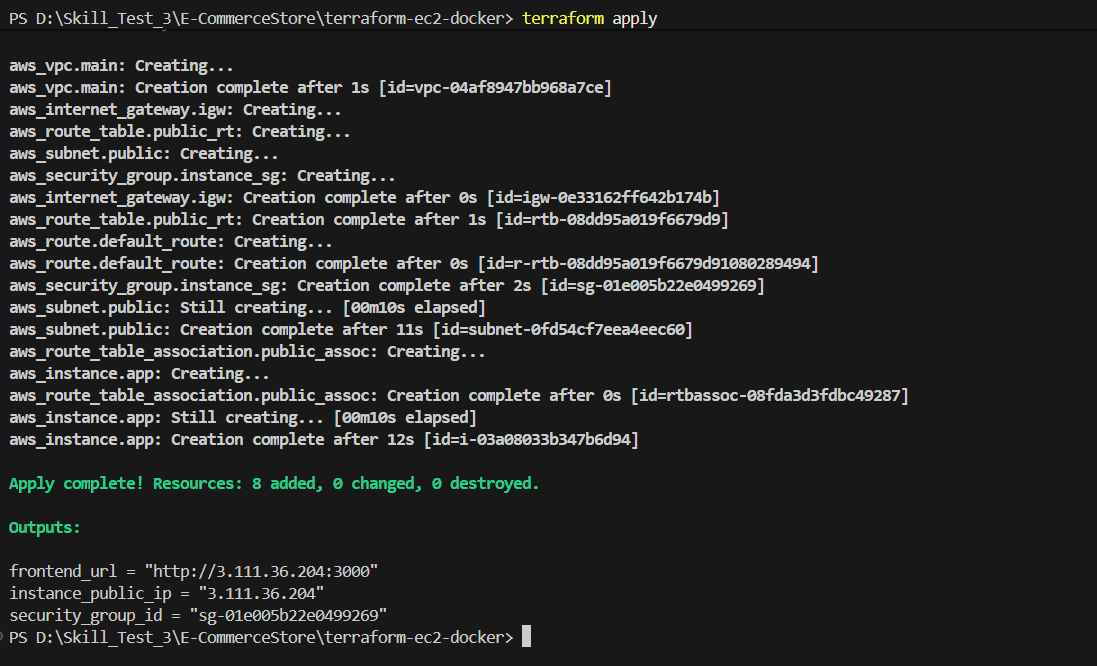 PS D:\Skill_Test_3\E-CommerceStore\terraform-ec2-docker> terraform apply
aws_vpc.main: Creating...
aws_vpc.main: Creation complete after 1s [id=vpc-04af8947bb968a7ce]
aws_internet_gateway.igw: Creating...
aws_route_table.public_rt: Creating...
aws_subnet.public: Creating...
aws_security_group.instance_sg: Creating...
aws_internet_gateway.igw: Creation complete after 0s [id=igw-0e33162ff642b174b]
aws_route_table.public_rt: Creation complete after 1s [id=rtb-08dd95a019f6679d9]
aws_route.default_route: Creating...
aws_route.default_route: Creation complete after 0s [id=r-rtb-08dd95a019f6679d91080289494]
aws_security_group.instance_sg: Creation complete after 2s [id=sg-01e005b22e0499269]
aws_subnet.public: Still creating... [00m10s elapsed]
aws_subnet.public: Creation complete after 11s [id=subnet-0fd54cf7eea4eec60]
aws_route_table_association.public_assoc: Creating...
aws_instance.app: Creating...
aws_route_table_association.public_assoc: Creation complete after 0s [id=rtbassoc-08fda3d3fdbc49287]
aws_instance.app: Still creating... [00m10s elapsed]
aws_instance.app: Creation complete after 12s [id=i-03a08033b347b6d94]
Apply complete! Resources: 8 added, 0 changed, 0 destroyed.
Outputs:
frontend_url = "http://3.111.36.204:3000"
instance_public_ip = "3.111.36.204"
security_group_id = "sg-01e005b22e0499269"
PS D:\Skill_Test_3\E-CommerceStore\terraform-ec2-docker>